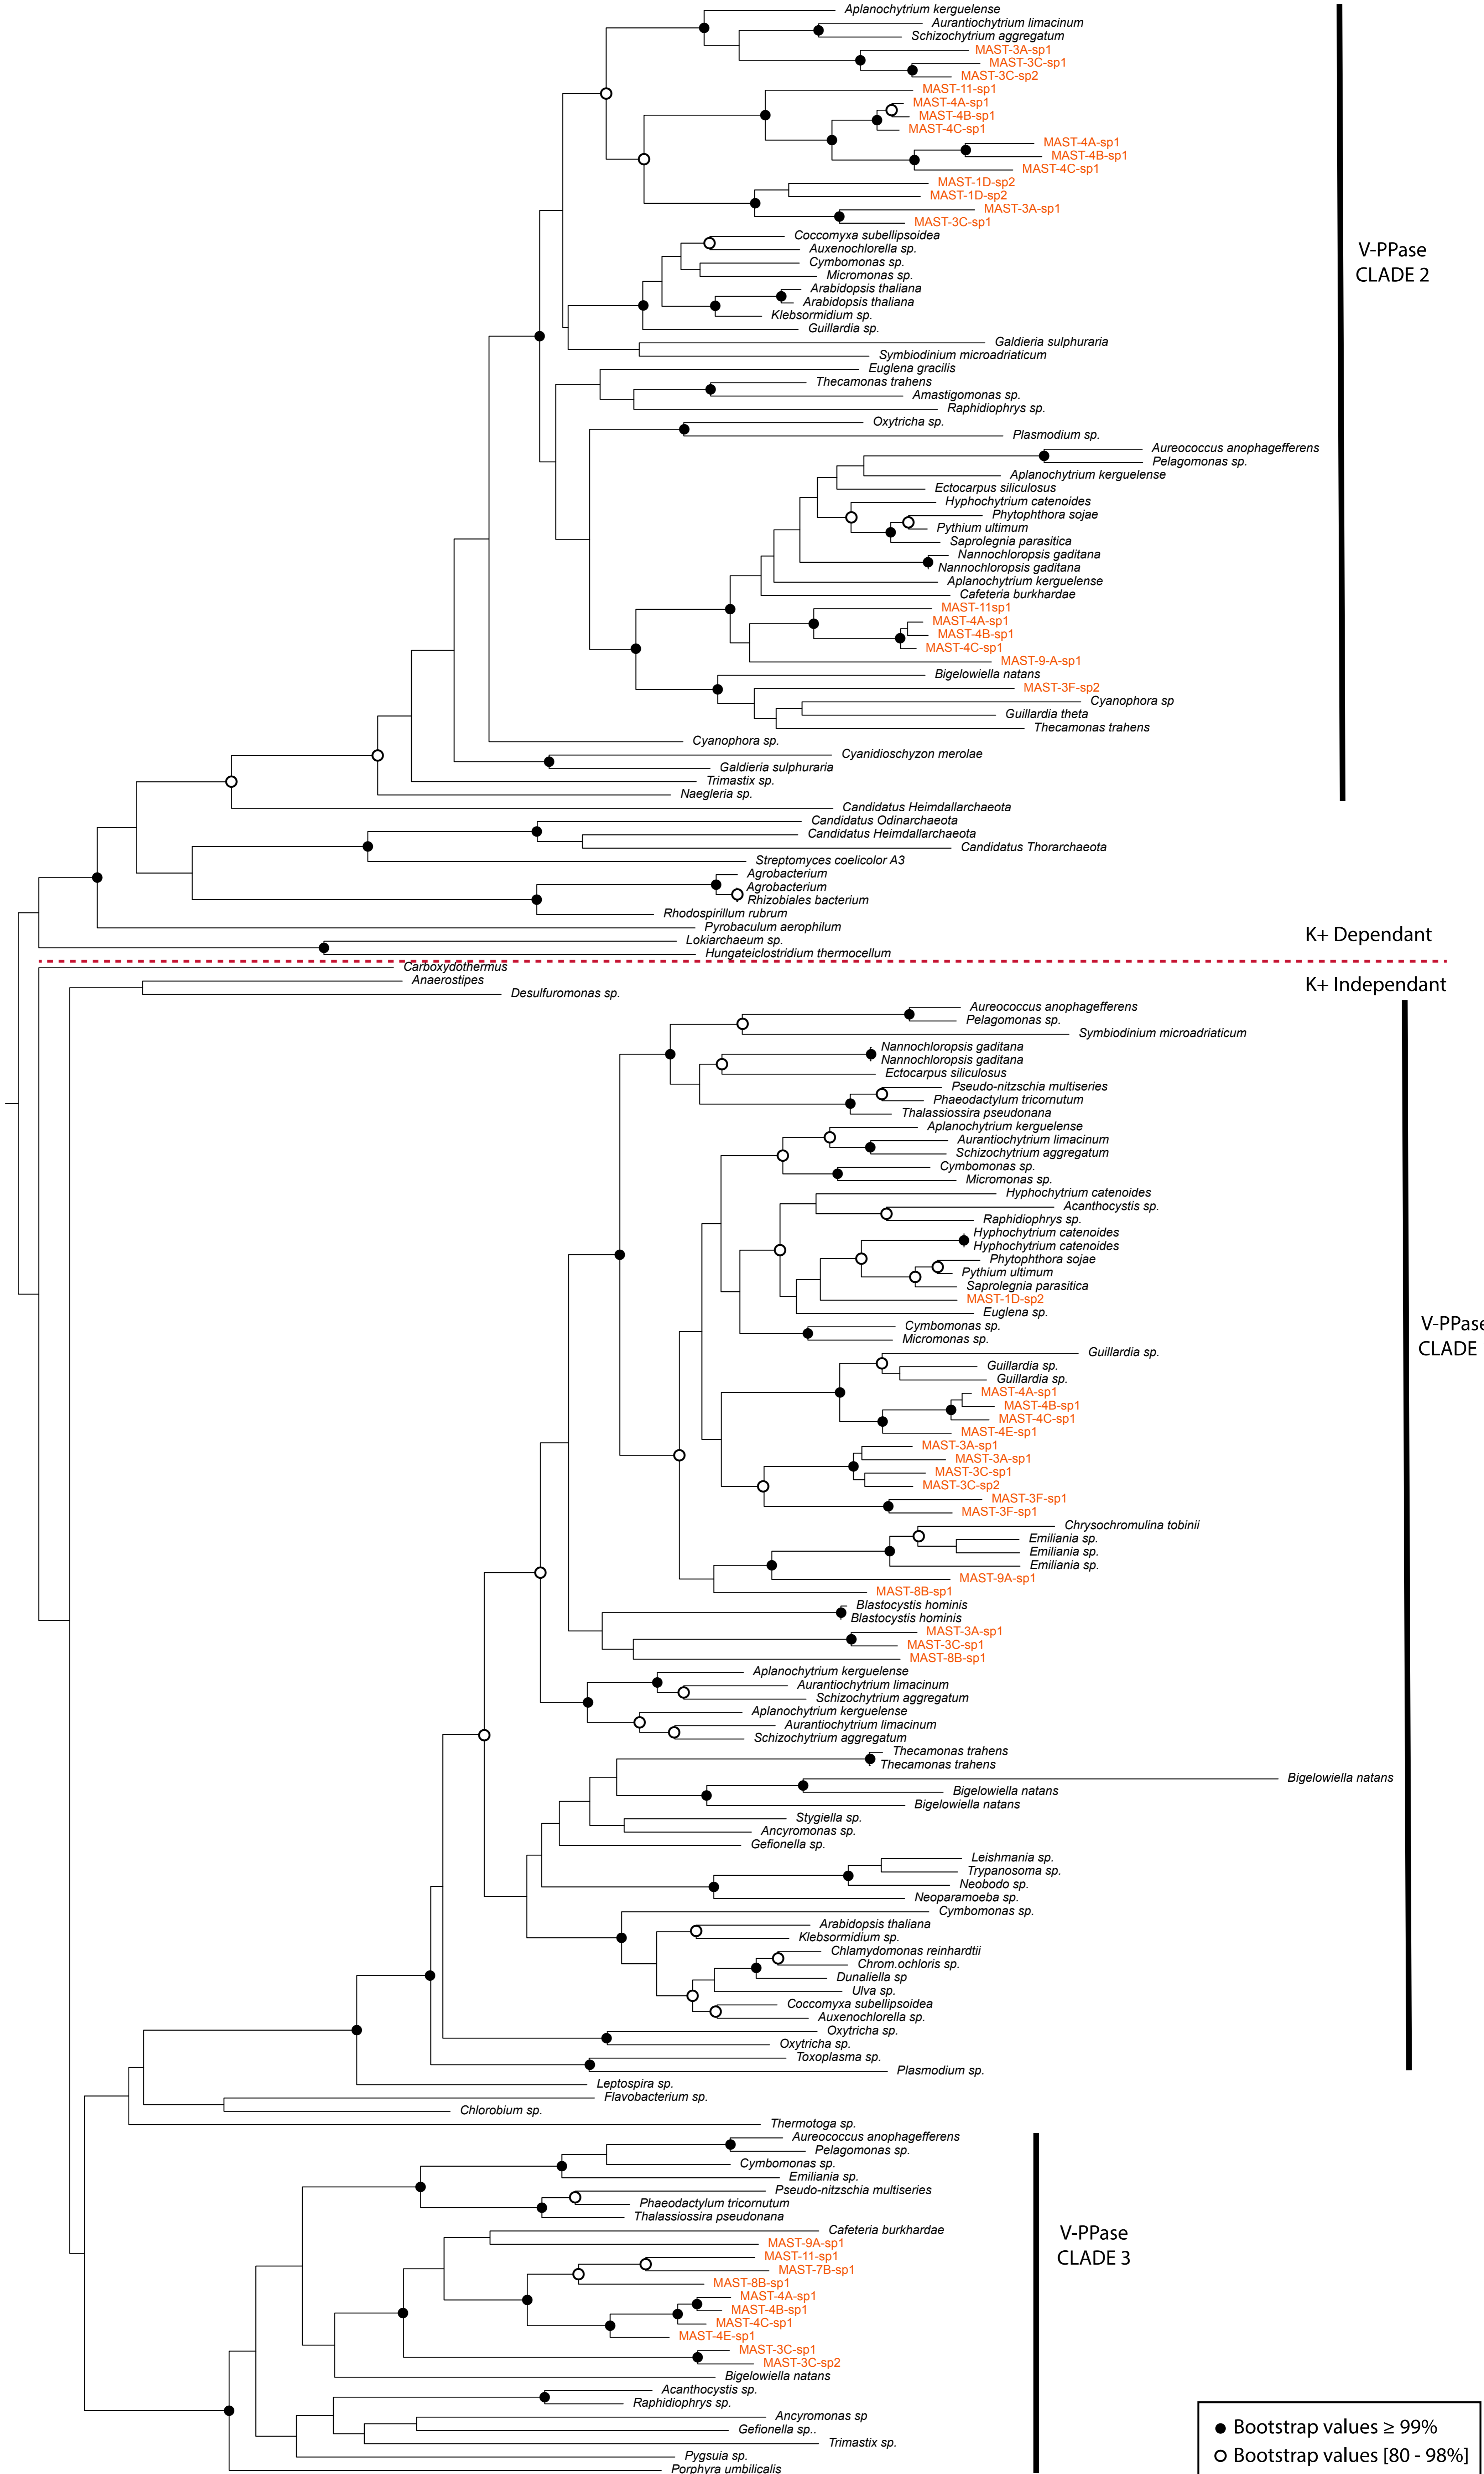 Aplanochytrium kerguelense
Aurantiochytrium limacinum
Schizochytrium aggregatum
MAST-3A-sp1
MAST-3C-sp1
MAST-3C-sp2
MAST-11-sp1
MAST-4A-sp1
MAST-4B-sp1
MAST-4C-sp1
MAST-4A-sp1
MAST-4B-sp1
MAST-4C-sp1
MAST-1D-sp2
MAST-1D-sp2
MAST-3A-sp1
MAST-3C-sp1
Coccomyxa subellipsoidea
Auxenochlorella sp.
Cymbomonas sp.
Micromonas sp.
Arabidopsis thaliana
Arabidopsis thaliana
Klebsormidium sp.
Guillardia sp.
V-PPase
CLADE 2
Galdieria sulphuraria
Symbiodinium microadriaticum
Euglena gracilis
Thecamonas trahens
Amastigomonas sp.
Raphidiophrys sp.
Oxytricha sp.
Plasmodium sp.
Aureococcus anophagefferens
Pelagomonas sp.
Aplanochytrium kerguelense
Ectocarpus siliculosus
Hyphochytrium catenoides
Phytophthora sojae
Pythium ultimum
Saprolegnia parasitica
Nannochloropsis gaditana
Nannochloropsis gaditana
Aplanochytrium kerguelense
Cafeteria burkhardae
MAST-11sp1
MAST-4A-sp1
MAST-4B-sp1
MAST-4C-sp1
MAST-9-A-sp1
Bigelowiella natans
MAST-3F-sp2
Cyanophora sp
Guillardia theta
Thecamonas trahens
Cyanophora sp.
Cyanidioschyzon merolae
Galdieria sulphuraria
Trimastix sp.
Naegleria sp.
Candidatus Heimdallarchaeota
Candidatus Odinarchaeota
Candidatus Heimdallarchaeota
Candidatus Thorarchaeota
Streptomyces coelicolor A3
Agrobacterium
Agrobacterium
Rhizobiales bacterium
Rhodospirillum rubrum
Pyrobaculum aerophilum
Lokiarchaeum sp.
Hungateiclostridium thermocellum
K+ Dependant
Carboxydothermus
Anaerostipes
Desulfuromonas sp.
K+ Independant
Aureococcus anophagefferens
Pelagomonas sp.
Symbiodinium microadriaticum
Nannochloropsis gaditana
Nannochloropsis gaditana
Ectocarpus siliculosus
Pseudo-nitzschia multiseries
Phaeodactylum tricornutum
Thalassiossira pseudonana
Aplanochytrium kerguelense
Aurantiochytrium limacinum
Schizochytrium aggregatum
Cymbomonas sp.
Micromonas sp.
Hyphochytrium catenoides
Acanthocystis sp.
Raphidiophrys sp.
Hyphochytrium catenoides
Hyphochytrium catenoides
Phytophthora sojae
Pythium ultimum
Saprolegnia parasitica
MAST-1D-sp2
Euglena sp.
Cymbomonas sp.
Micromonas sp.
V-PPase
CLADE
Guillardia sp.
Guillardia sp.
Guillardia sp.
MAST-4A-sp1
MAST-4B-sp1
MAST-4C-sp1
MAST-4E-sp1
MAST-3A-sp1
MAST-3A-sp1
MAST-3C-sp1
MAST-3C-sp2
MAST-3F-sp1
MAST-3F-sp1
Chrysochromulina tobinii
Emiliania sp.
Emiliania sp.
Emiliania sp.
MAST-9A-sp1
MAST-8B-sp1
Blastocystis hominis
Blastocystis hominis
MAST-3A-sp1
MAST-3C-sp1
MAST-8B-sp1
Aplanochytrium kerguelense
Aurantiochytrium limacinum
Schizochytrium aggregatum
Aplanochytrium kerguelense
Aurantiochytrium limacinum
Schizochytrium aggregatum
Thecamonas trahens
Thecamonas trahens
Bigelowiella natans
Bigelowiella natans
Bigelowiella natans
Stygiella sp.
Ancyromonas sp.
Gefionella sp.
Leishmania sp.
Trypanosoma sp.
Neobodo sp.
Neoparamoeba sp.
Cymbomonas sp.
Arabidopsis thaliana
Klebsormidium sp.
Chlamydomonas reinhardtii
Chrom.ochloris sp.
Dunaliella sp
Ulva sp.
Coccomyxa subellipsoidea
Auxenochlorella sp.
Oxytricha sp.
Oxytricha sp.
Toxoplasma sp.
Plasmodium sp.
Leptospira sp.
Flavobacterium sp.
Chlorobium sp.
Thermotoga sp.
Aureococcus anophagefferens
Pelagomonas sp.
Cymbomonas sp.
Emiliania sp.
Pseudo-nitzschia multiseries
Phaeodactylum tricornutum
Thalassiossira pseudonana
Cafeteria burkhardae
MAST-9A-sp1
MAST-11-sp1
MAST-7B-sp1
MAST-8B-sp1
MAST-4A-sp1
MAST-4B-sp1
MAST-4C-sp1
MAST-4E-sp1
MAST-3C-sp1
MAST-3C-sp2
V-PPase
CLADE 3
Bigelowiella natans
Acanthocystis sp.
Raphidiophrys sp.
Ancyromonas sp
Gefionella sp..
Trimastix sp.
Pygsuia sp.
Porphyra umbilicalis
Bootstrap values ≥ 99%
Bootstrap values [80 - 98%]